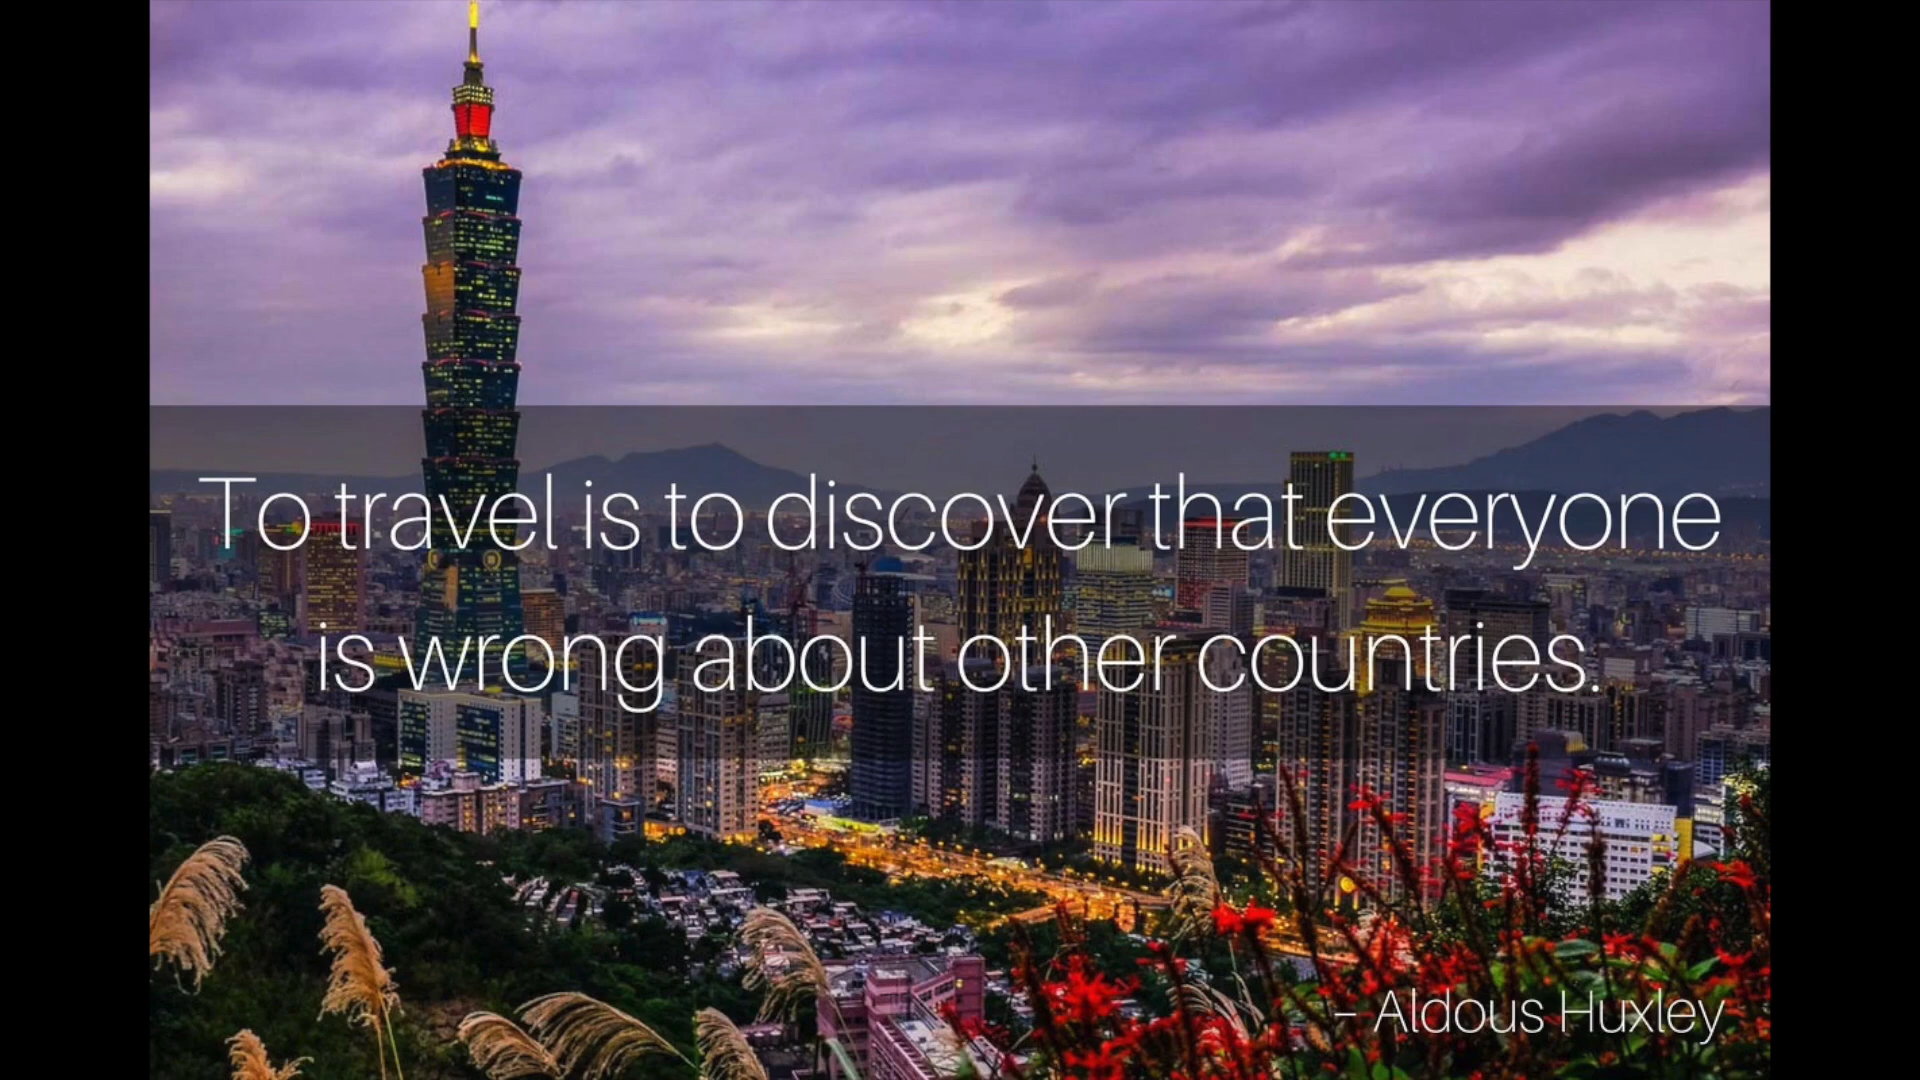 To travel is to discover that everyone
is wrong about other countries.
– Aldous Huxley